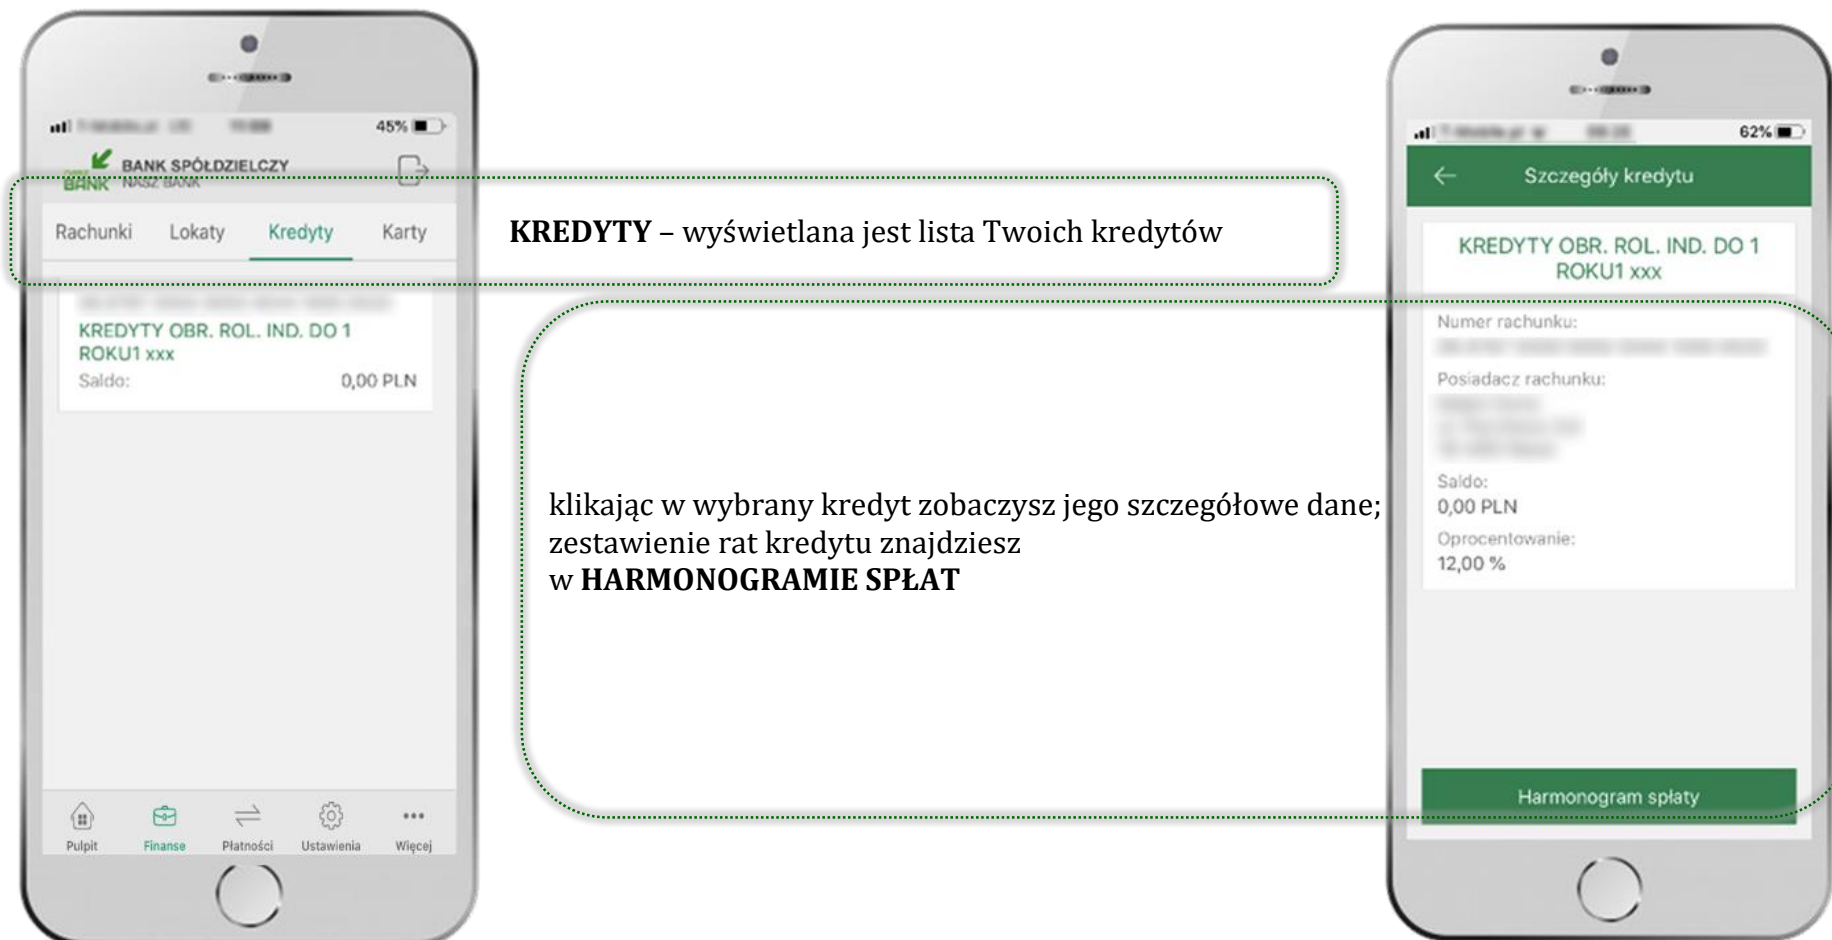 45%
nasz
BANK
BANK SPÓŁDZIELCZY
NASZ BANK
Rachunki Lokaty Kredyty Karty
KREDYTY OBR. ROL. IND. DO 1
ROKU1 xxx
Saldo: 0,00 PLN
Pulpit Finanse Płatności Ustawienia Więcej
KREDYTY – wyświetlana jest lista Twoich kredytów
klikając w wybrany kredyt zobaczysz jego szczegółowe dane;
zestawienie rat kredytu znajdziesz
w HARMONOGRAMIE SPŁAT
62%
Szczegóły kredytu
KREDYTY OBR. ROL. IND. DO 1
ROKU1 xxx
Numer rachunku:
Posiadacz rachunku:
Saldo:
0,00 PLN
Oprocentowanie:
12,00 %
Harmonogram spłaty